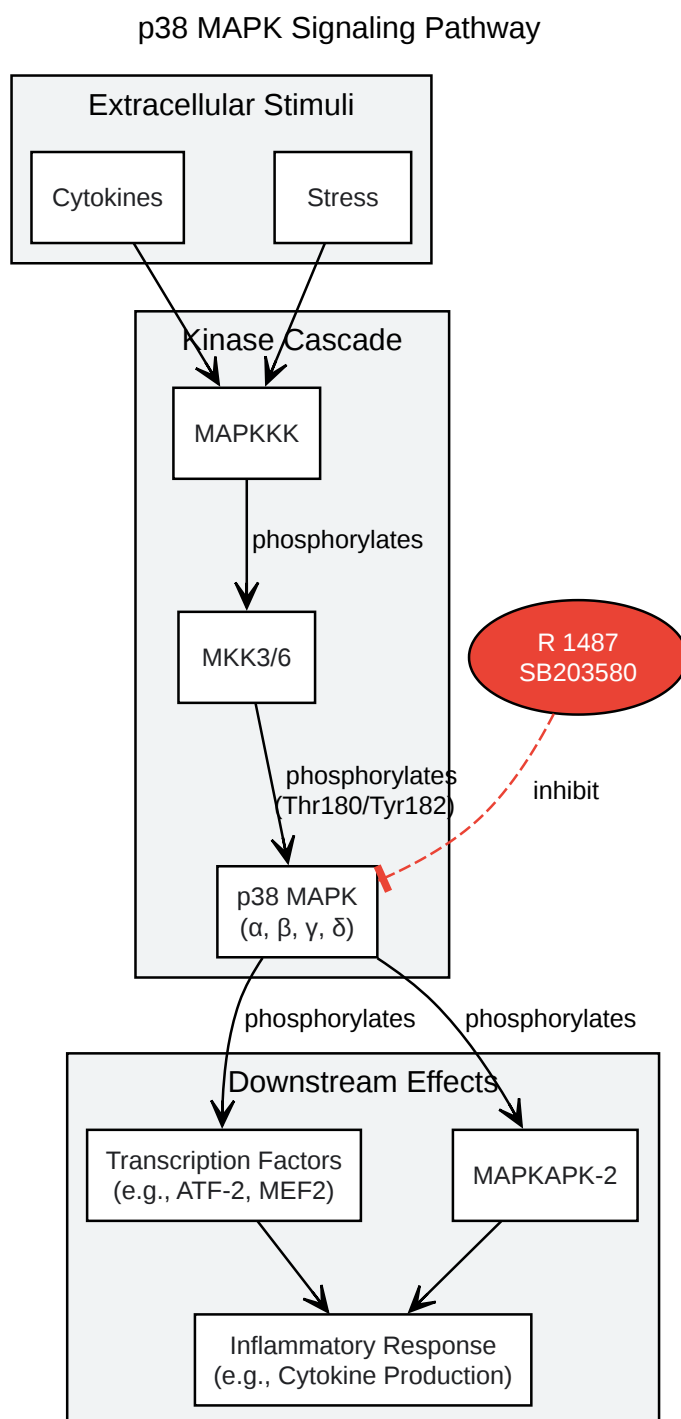 p38 MAPK Signaling Pathway
Extracellular Stimuli
Cytokines
Stress
Kinase Cascade
MAPKKK
phosphorylates
MKK3/6
R 1487
SB203580
phosphorylates
(Thr180/Tyr182)
inhibit
p38 MAPK
(α, β, γ, δ)
phosphorylates
phosphorylates
Downstream Effects
Transcription Factors
(e.g., ATF-2, MEF2)
MAPKAPK-2
Inflammatory Response
(e.g., Cytokine Production)